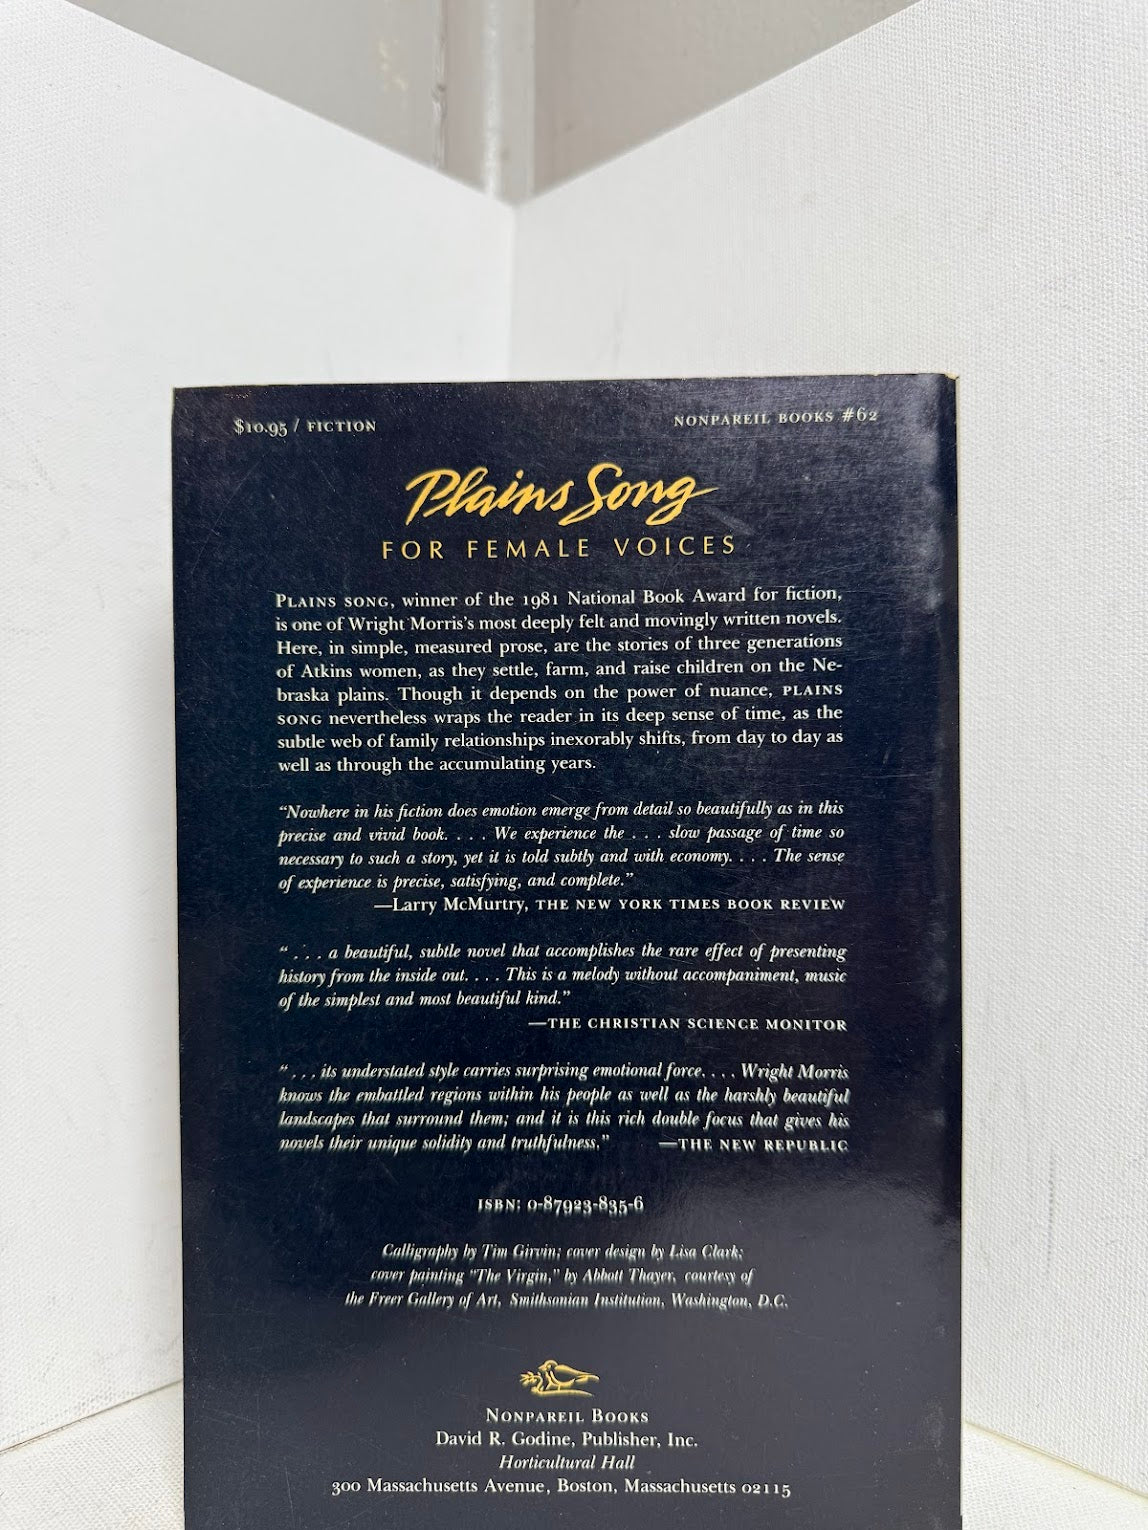 $10.95 / FICTION
NONPAREIL BOOKS #62
Plains Song
FOR FEMALE VOICES
PLAINS SONG, winner of the 1981 National Book Award for fiction,
is one of Wright Morris's most deeply felt and movingly written novels.
Here, in simple, measured prose, are the stories of three generations
of Atkins women, as they settle, farm, and raise children on the Ne-
braska plains. Though it depends on the power of nuance, PLAINS
SONG nevertheless wraps the reader in its deep sense of time, as the
subtle web of family relationships inexorably shifts, from day to day as
well as through the accumulating years.
"Nowhere in his fiction does emotion emerge from detail so beautifully as in this
precise and vivid book. . . . We experience the . . . slow passage of time so
necessary to such a story, yet it is told subtly and with economy. . . . The sense
of experience is precise, satisfying, and complete."
—Larry McMurtry, THE NEW YORK TIMES BOOK REVIEW
" . . . a beautiful, subtle novel that accomplishes the rare effect of presenting
history from the inside out. . . . This is a melody without accompaniment, music
of the simplest and most beautiful kind."
—THE CHRISTIAN SCIENCE MONITOR
" . . . its understated style carries surprising emotional force. . . . Wright Morris
knows the embattled regions within his people as well as the harshly beautiful
landscapes that surround them; and it is this rich double focus that gives his
novels their unique solidity and truthfulness." —THE NEW REPUBLIC
ISBN: 0-87923-835-6
Calligraphy by Tim Girvin; cover design by Lisa Clark;
cover painting "The Virgin," by Abbott Thayer, courtesy of
the Freer Gallery of Art, Smithsonian Institution, Washington, D.C.
NONPAREIL BOOKS
David R. Godine, Publisher, Inc.
Horticultural Hall
300 Massachusetts Avenue, Boston, Massachusetts 02115